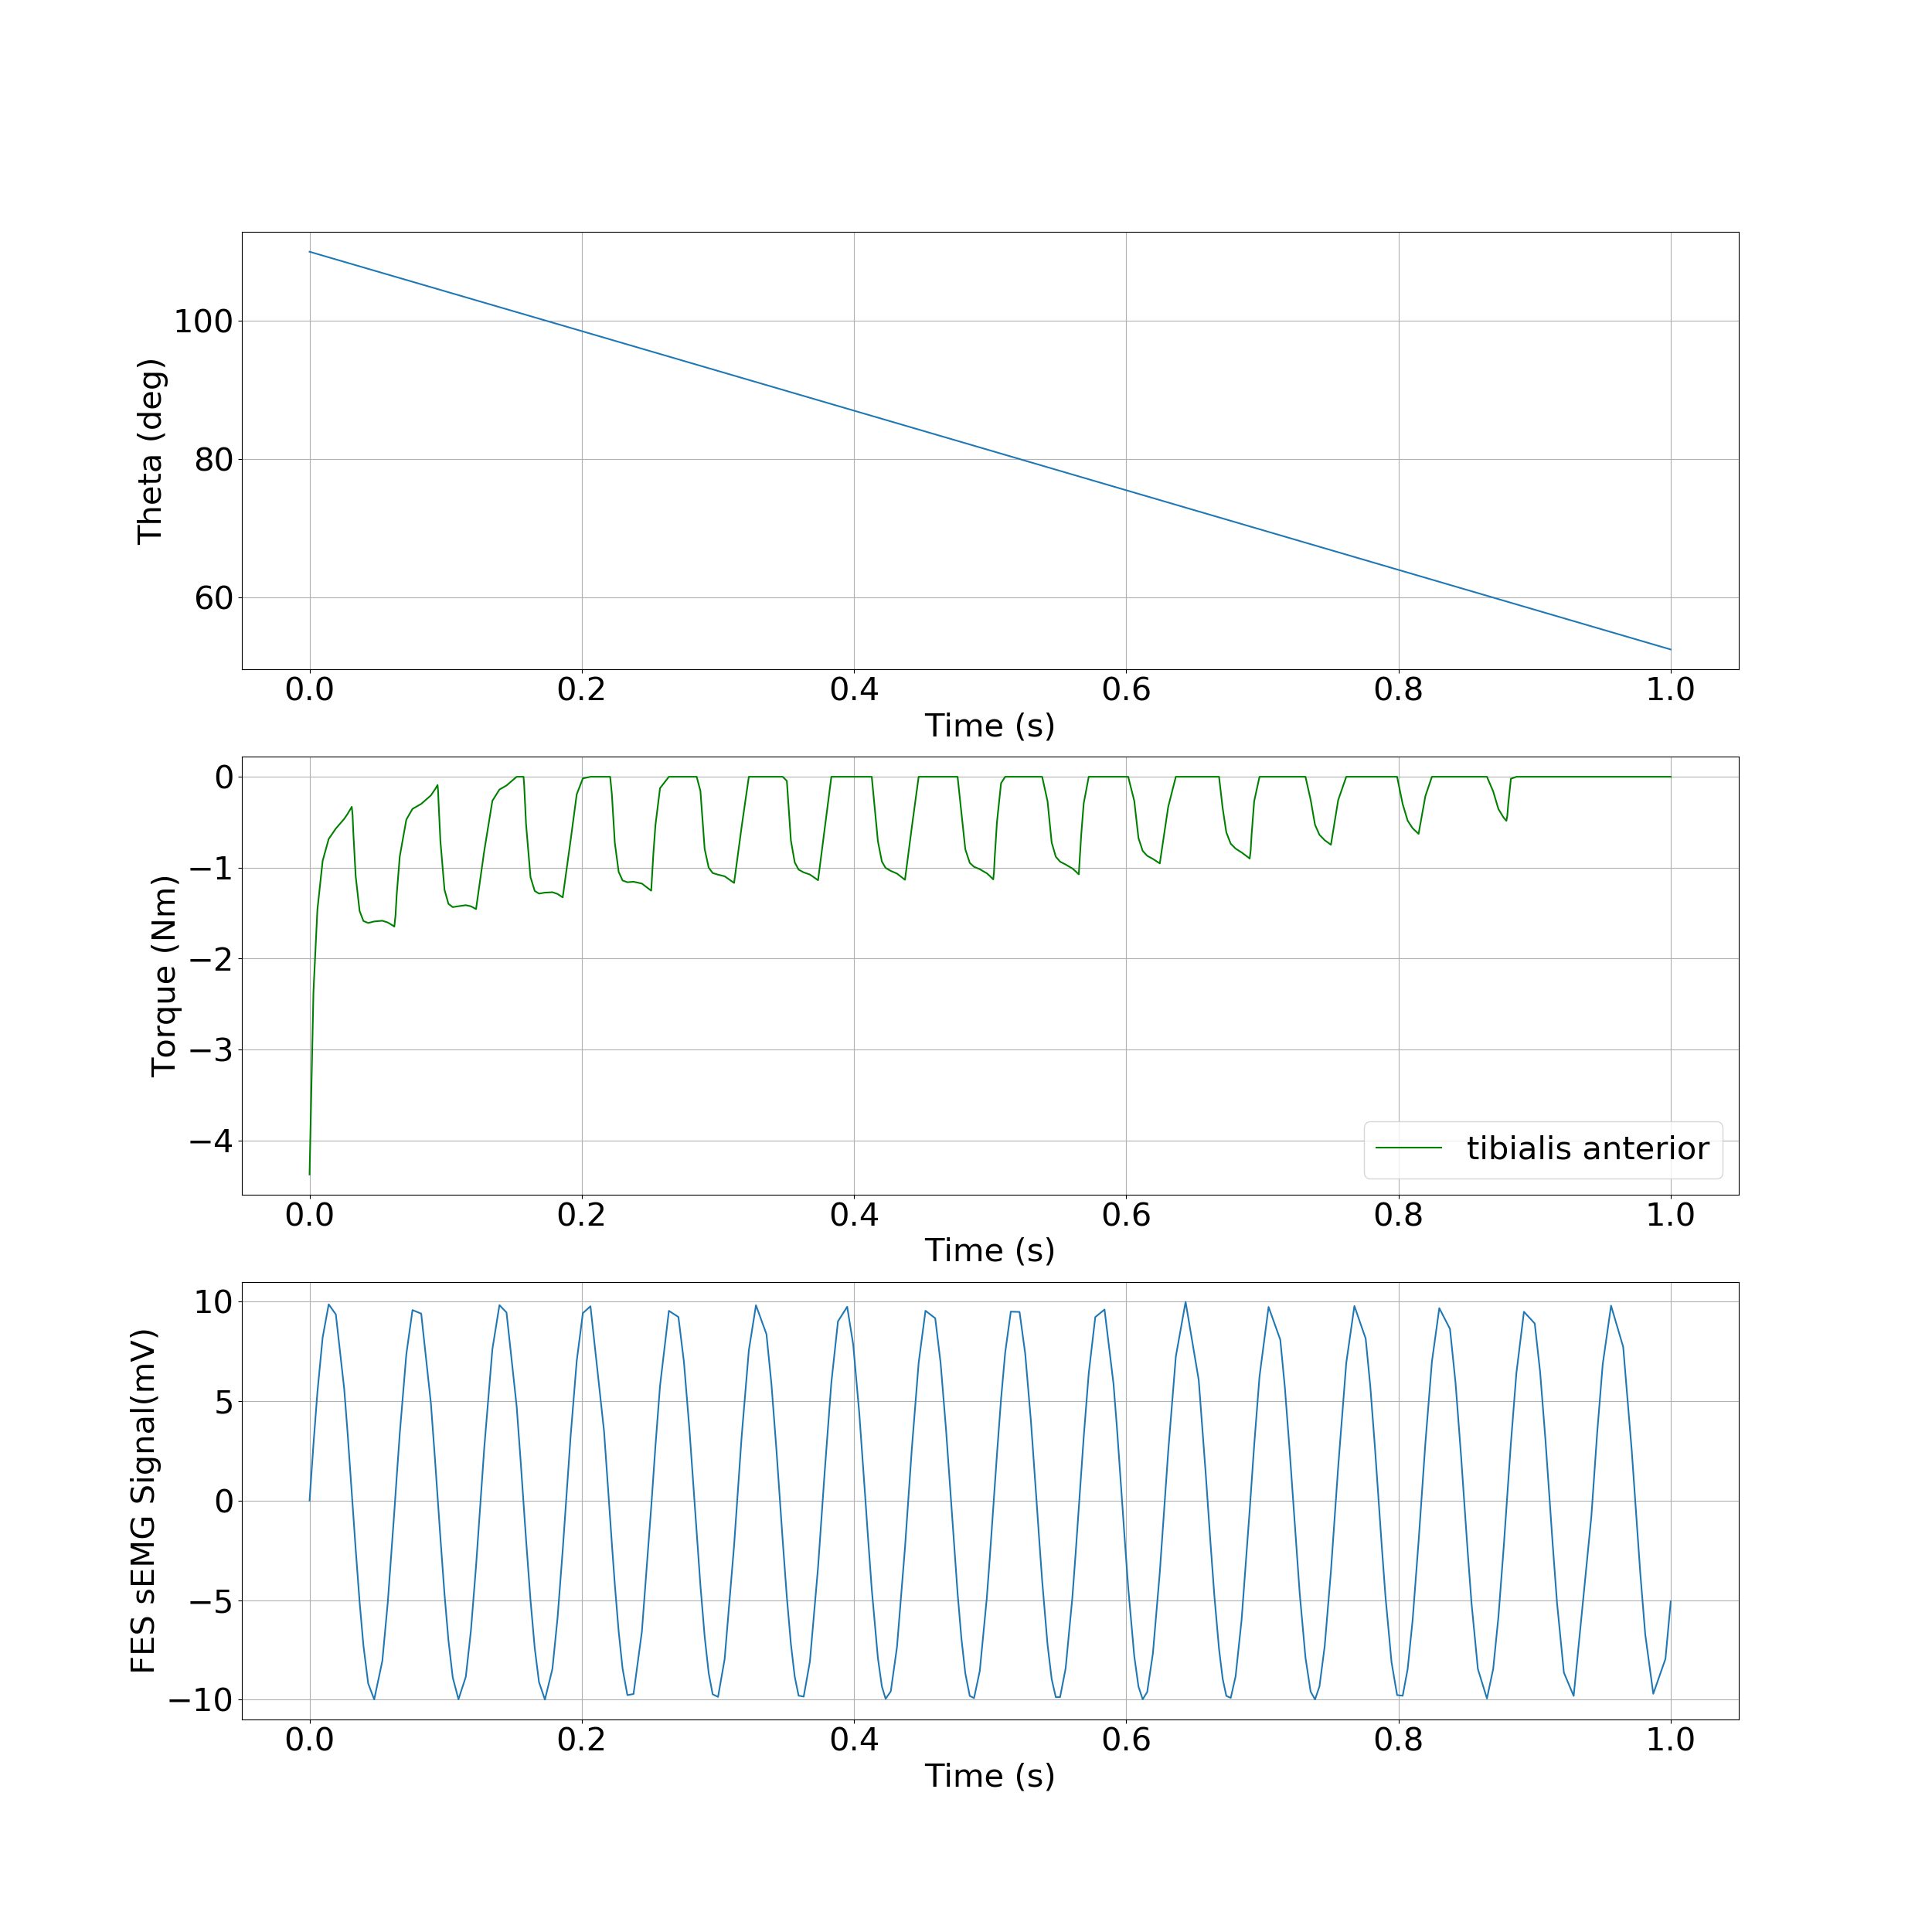 100
80
60
Theta (deg)
0.0 0.2 0.4 0.6 0.8 1.0
Time (s)
0
−1
−2
−3
−4
Torque (Nm)
tibialis anterior
0.0 0.2 0.4 0.6 0.8 1.0
Time (s)
10
5
0
−5
−10
FES sEMG Signal(mV)
0.0 0.2 0.4 0.6 0.8 1.0
Time (s)